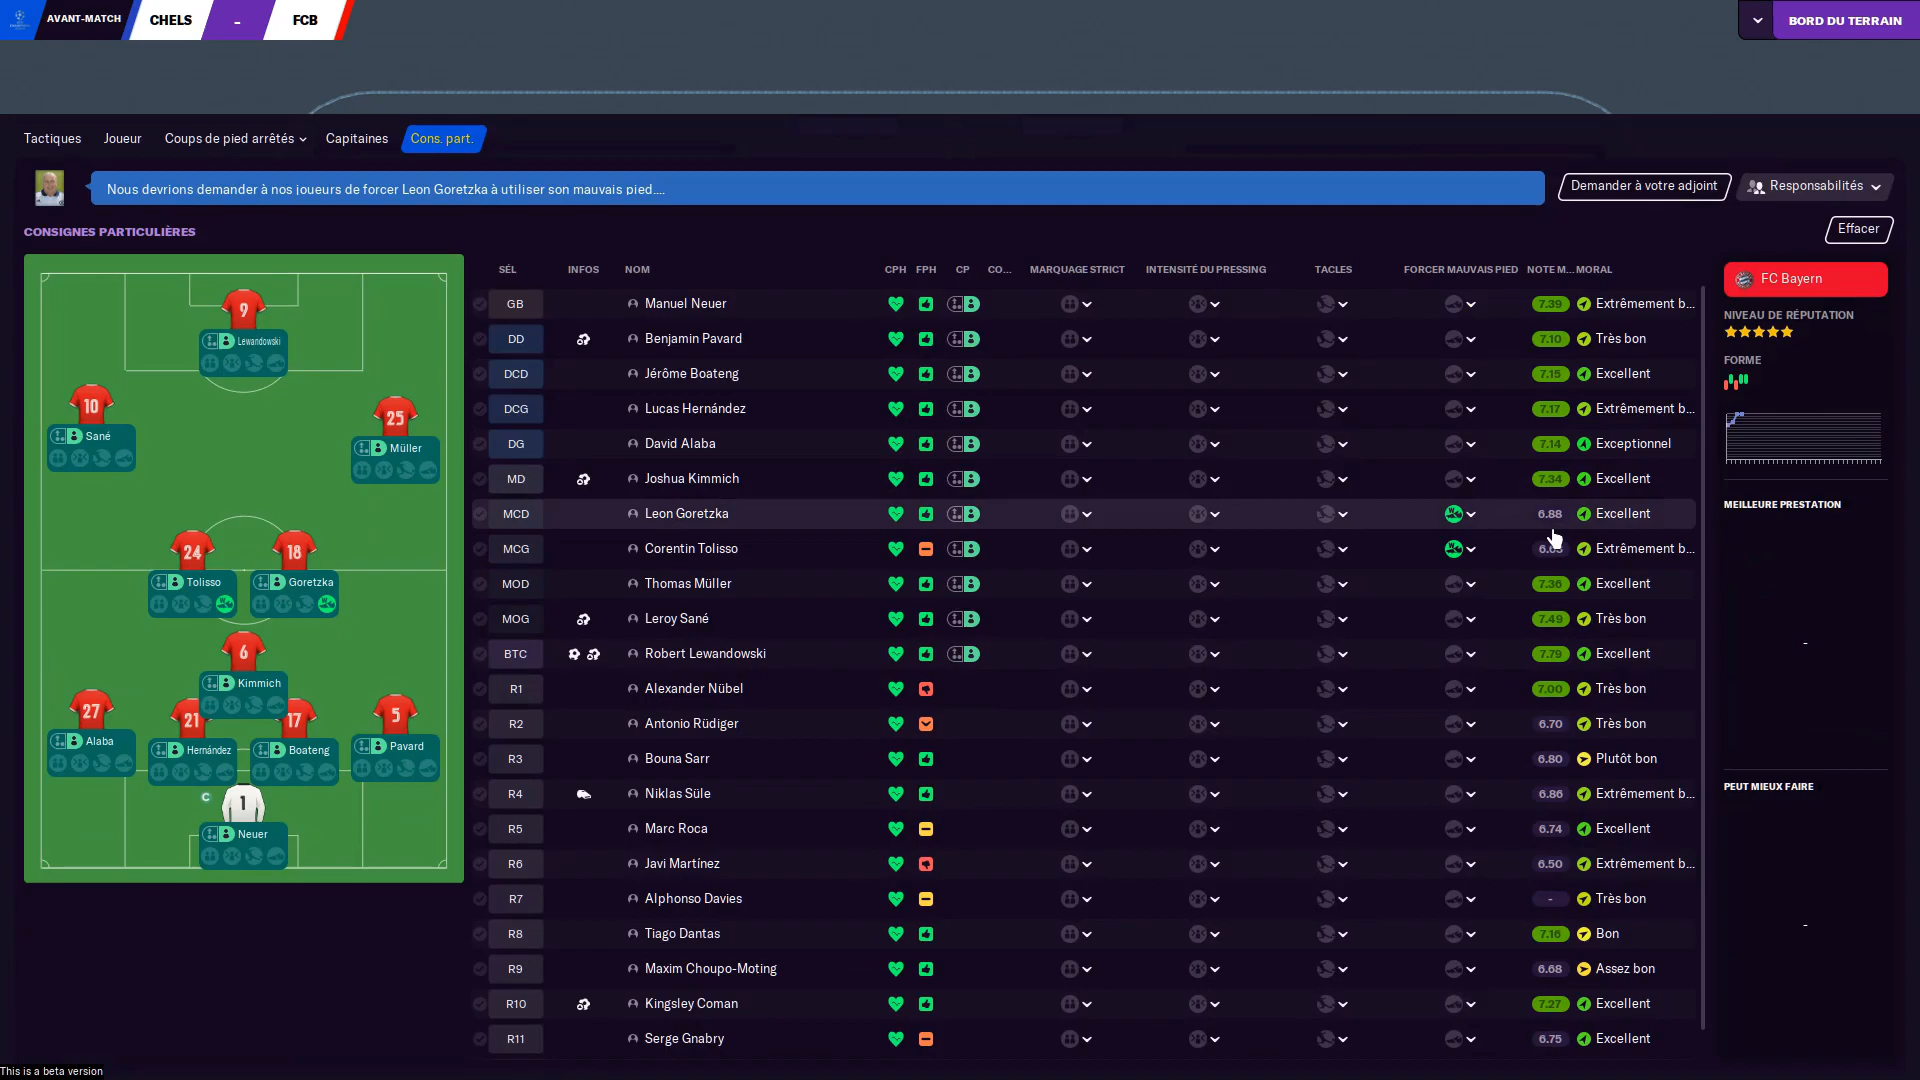 AVANT-MATCH CHELS - FCB BORD DU TERRAIN
Tactiques Joueur Coups de pied arrêtés Capitaines Cons. part.
Nous devrions demander à nos joueurs de forcer Leon Goretzka à utiliser son mauvais pied.... Demander à votre adjoint Responsabilités
CONSIGNES PARTICULIÈRES Effacer
9
Lewandowski
10
Sané
25
Müller
24 18
Tolisso Goretzka
6
Kimmich
27 21 17 5
Alaba Hernández Boateng Pavard
C 1
Neuer
SÉL INFOS NOM CPH FPH CP CO... MARQUAGE STRICT INTENSITÉ DU PRESSING TACLES FORCER MAUVAIS PIED NOTE M... MORAL
GB Manuel Neuer 7.39 Extrêmement b...
DD Benjamin Pavard 7.10 Très bon
DCD Jérôme Boateng 7.15 Excellent
DCG Lucas Hernández 7.17 Extrêmement b...
DG David Alaba 7.14 Exceptionnel
MD Joshua Kimmich 7.34 Excellent
MCD Leon Goretzka 6.88 Excellent
MCG Corentin Tolisso Extrêmement b...
MOD Thomas Müller 7.36 Excellent
MOG Leroy Sané 7.49 Très bon
BTC Robert Lewandowski 7.79 Excellent
R1 Alexander Nübel 7.00 Très bon
R2 Antonio Rüdiger 6.70 Très bon
R3 Bouna Sarr 6.80 Plutôt bon
R4 Niklas Süle 6.86 Extrêmement b...
R5 Marc Roca 6.74 Excellent
R6 Javi Martínez 6.50 Extrêmement b...
R7 Alphonso Davies - Très bon
R8 Tiago Dantas 7.16 Bon
R9 Maxim Choupo-Moting 6.68 Assez bon
R10 Kingsley Coman 7.27 Excellent
R11 Serge Gnabry 6.75 Excellent
FC Bayern
NIVEAU DE RÉPUTATION
FORME
MEILLEURE PRESTATION
-
PEUT MIEUX FAIRE
-
This is a beta version